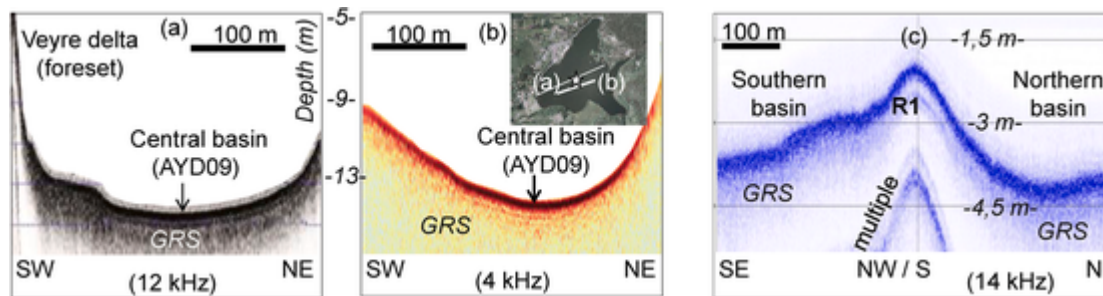 Veyre delta
(foreset)
(a)
100 m
Central basin
(AYD09)
GRS
SW
NE
(12 kHz)
Depth (m)
-5-
-9-
-13-
100 m
(b)
(a)
(b)
Central basin
(AYD09)
GRS
SW
NE
(4 kHz)
100 m
(c)
-1,5 m-
Southern
basin
Northern
basin
R1
-3 m-
GRS
multiple
-4,5 m-
GRS
SE
NW / S
(14 kHz)
N